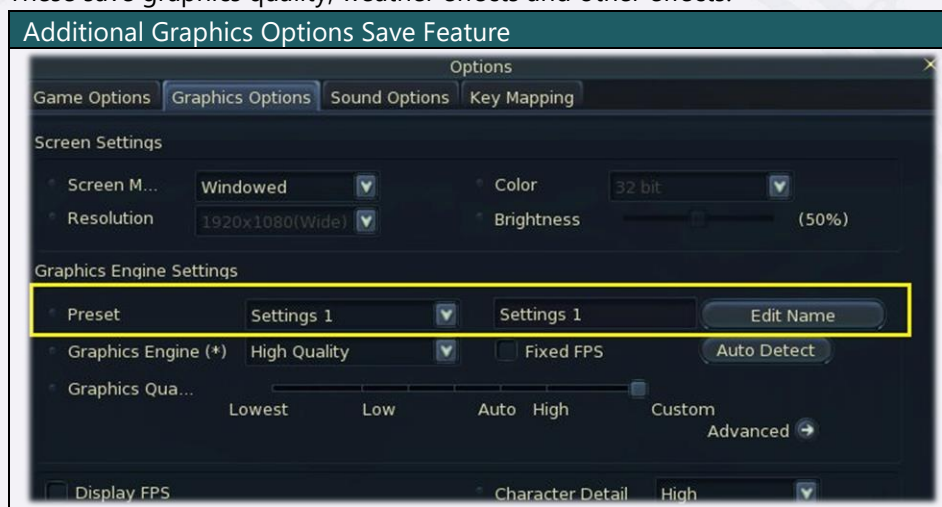 These save graphics quality, weather effects and other effects.
Additional Graphics Options Save Feature
Options
Game Options Graphics Options Sound Options Key Mapping
Screen Settings
Screen M... Windowed Color 32 bit
Resolution 1920x1080(Wide) Brightness (50%)
Graphics Engine Settings
Preset Settings 1 Settings 1 Edit Name
Graphics Engine (*) High Quality Fixed FPS Auto Detect
Graphics Qua...
Lowest Low Auto High Custom
Advanced
Display FPS Character Detail High